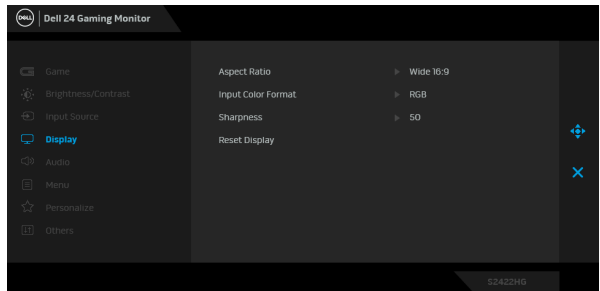 DELL
Dell 24 Gaming Monitor
Game
Brightness/Contrast
Input Source
Display
Audio
Menu
Personalize
Others
Aspect Ratio Wide 16:9
Input Color Format RGB
Sharpness 50
Reset Display
S2422HG